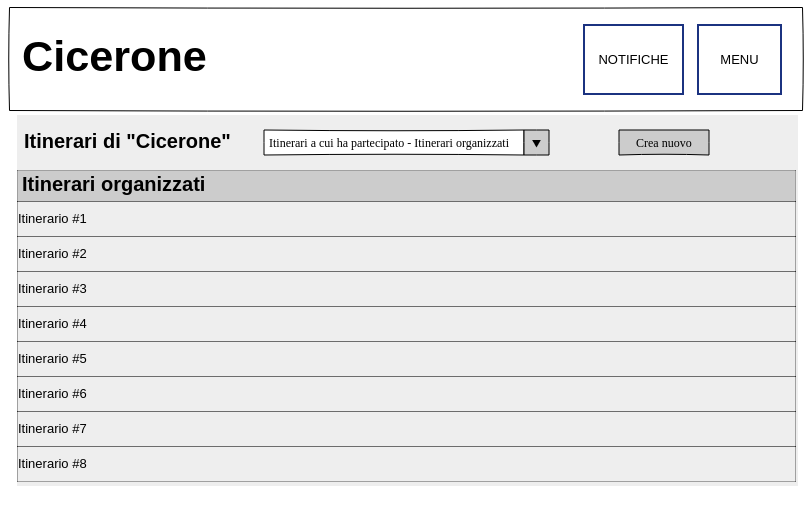 Cicerone
NOTIFICHE
MENU
Itinerari di "Cicerone"
Itinerari a cui ha partecipato - Itinerari organizzati
Crea nuovo
Itinerari organizzati
Itinerario #1
Itinerario #2
Itinerario #3
Itinerario #4
Itinerario #5
Itinerario #6
Itinerario #7
Itinerario #8